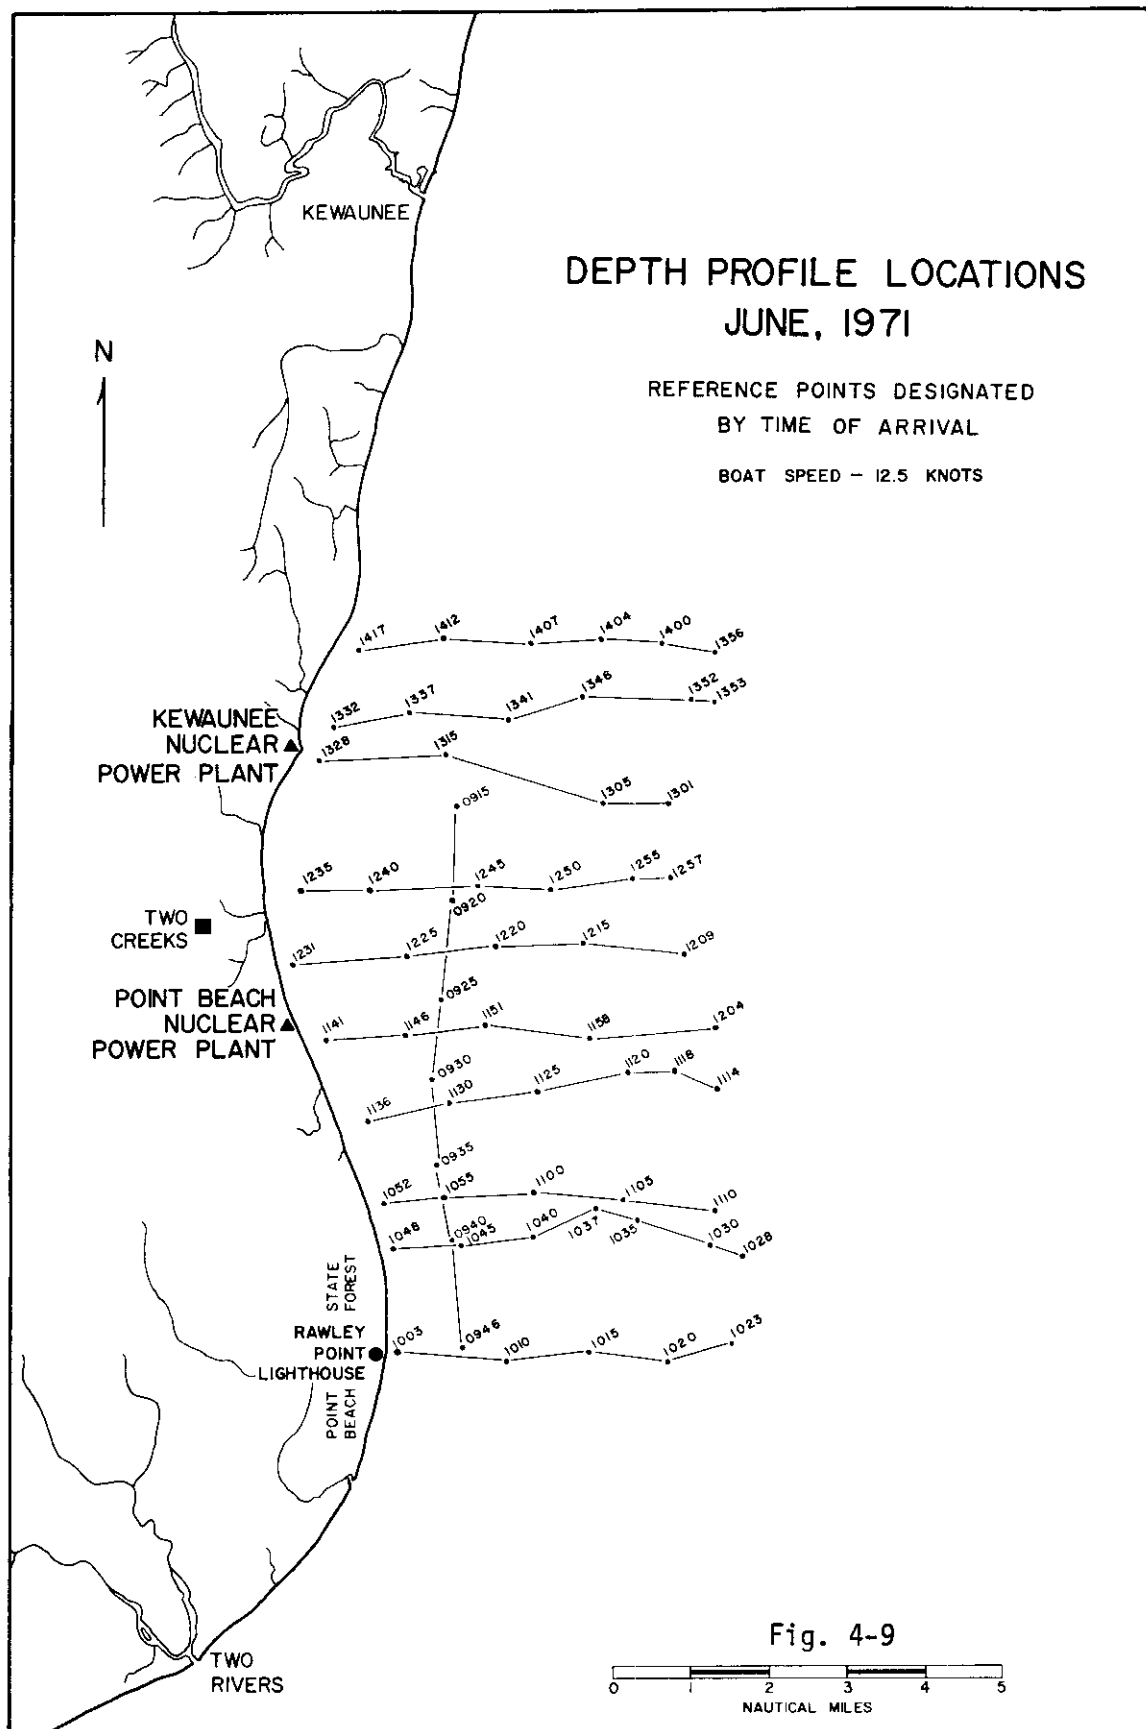 KEWAUNEE
DEPTH PROFILE LOCATIONS
JUNE, 1971
N
REFERENCE POINTS DESIGNATED
BY TIME OF ARRIVAL
BOAT SPEED – 12.5 KNOTS
1417
1412
1407
1404
1400
1356
KEWAUNEE
NUCLEAR
POWER PLANT
1332
1337
1341
1346
1352
1353
1328
1315
1305
1301
0915
1235
1240
1245
1250
1255
1257
0920
TWO
CREEKS
1231
1225
1220
1215
1209
0925
POINT BEACH
NUCLEAR
POWER PLANT
1141
1146
1151
1158
1204
0930
1136
1130
1125
1120
1118
1114
0935
1052
1055
1100
1105
1110
1048
0940
1045
1040
1037
1035
1030
1028
POINT BEACH
STATE FOREST
RAWLEY
POINT
LIGHTHOUSE
1003
0946
1010
1015
1020
1023
TWO
RIVERS
Fig. 4-9
0 1 2 3 4 5
NAUTICAL MILES